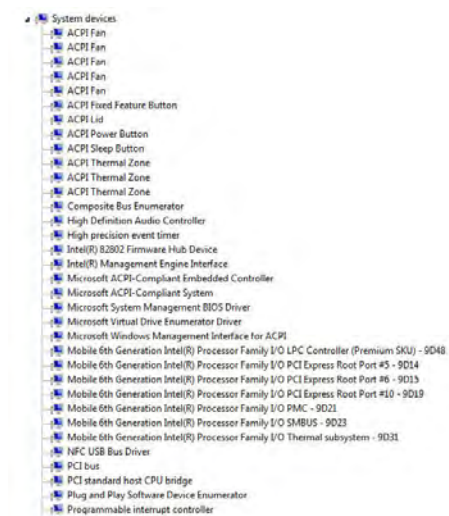 System devices
ACPI Fan
ACPI Fan
ACPI Fan
ACPI Fan
ACPI Fan
ACPI Fixed Feature Button
ACPI Lid
ACPI Power Button
ACPI Sleep Button
ACPI Thermal Zone
ACPI Thermal Zone
ACPI Thermal Zone
Composite Bus Enumerator
High Definition Audio Controller
High precision event timer
Intel(R) 82802 Firmware Hub Device
Intel(R) Management Engine Interface
Microsoft ACPI-Compliant Embedded Controller
Microsoft ACPI-Compliant System
Microsoft System Management BIOS Driver
Microsoft Virtual Drive Enumerator Driver
Microsoft Windows Management Interface for ACPI
Mobile 6th Generation Intel(R) Processor Family I/O LPC Controller (Premium SKU) - 9D48
Mobile 6th Generation Intel(R) Processor Family I/O PCI Express Root Port #5 - 9D14
Mobile 6th Generation Intel(R) Processor Family I/O PCI Express Root Port #6 - 9D15
Mobile 6th Generation Intel(R) Processor Family I/O PCI Express Root Port #10 - 9D19
Mobile 6th Generation Intel(R) Processor Family I/O PMC - 9D21
Mobile 6th Generation Intel(R) Processor Family I/O SMBUS - 9D23
Mobile 6th Generation Intel(R) Processor Family I/O Thermal subsystem - 9D31
NFC USB Bus Driver
PCI bus
PCI standard host CPU bridge
Plug and Play Software Device Enumerator
Programmable interrupt controller